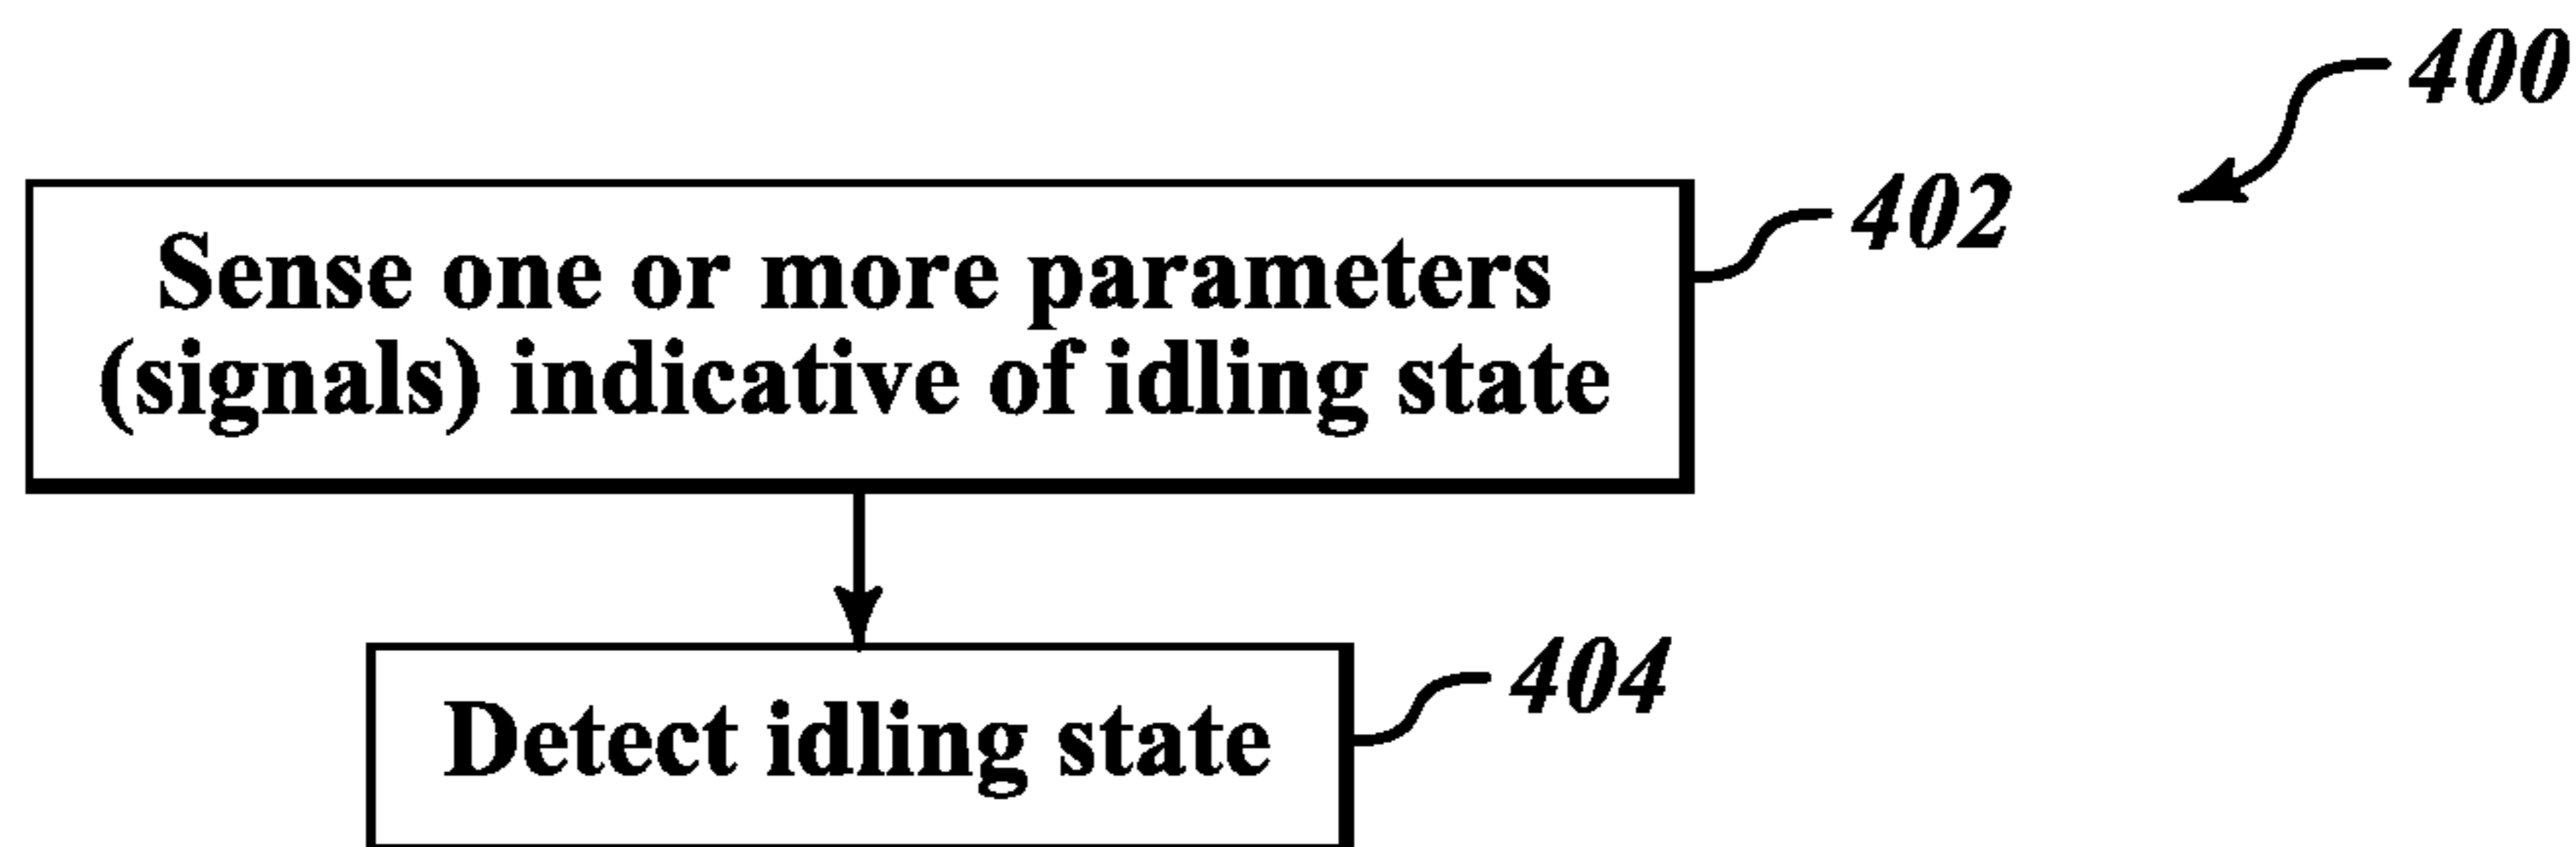 400
402
Sense one or more parameters
(signals) indicative of idling state
404
Detect idling state